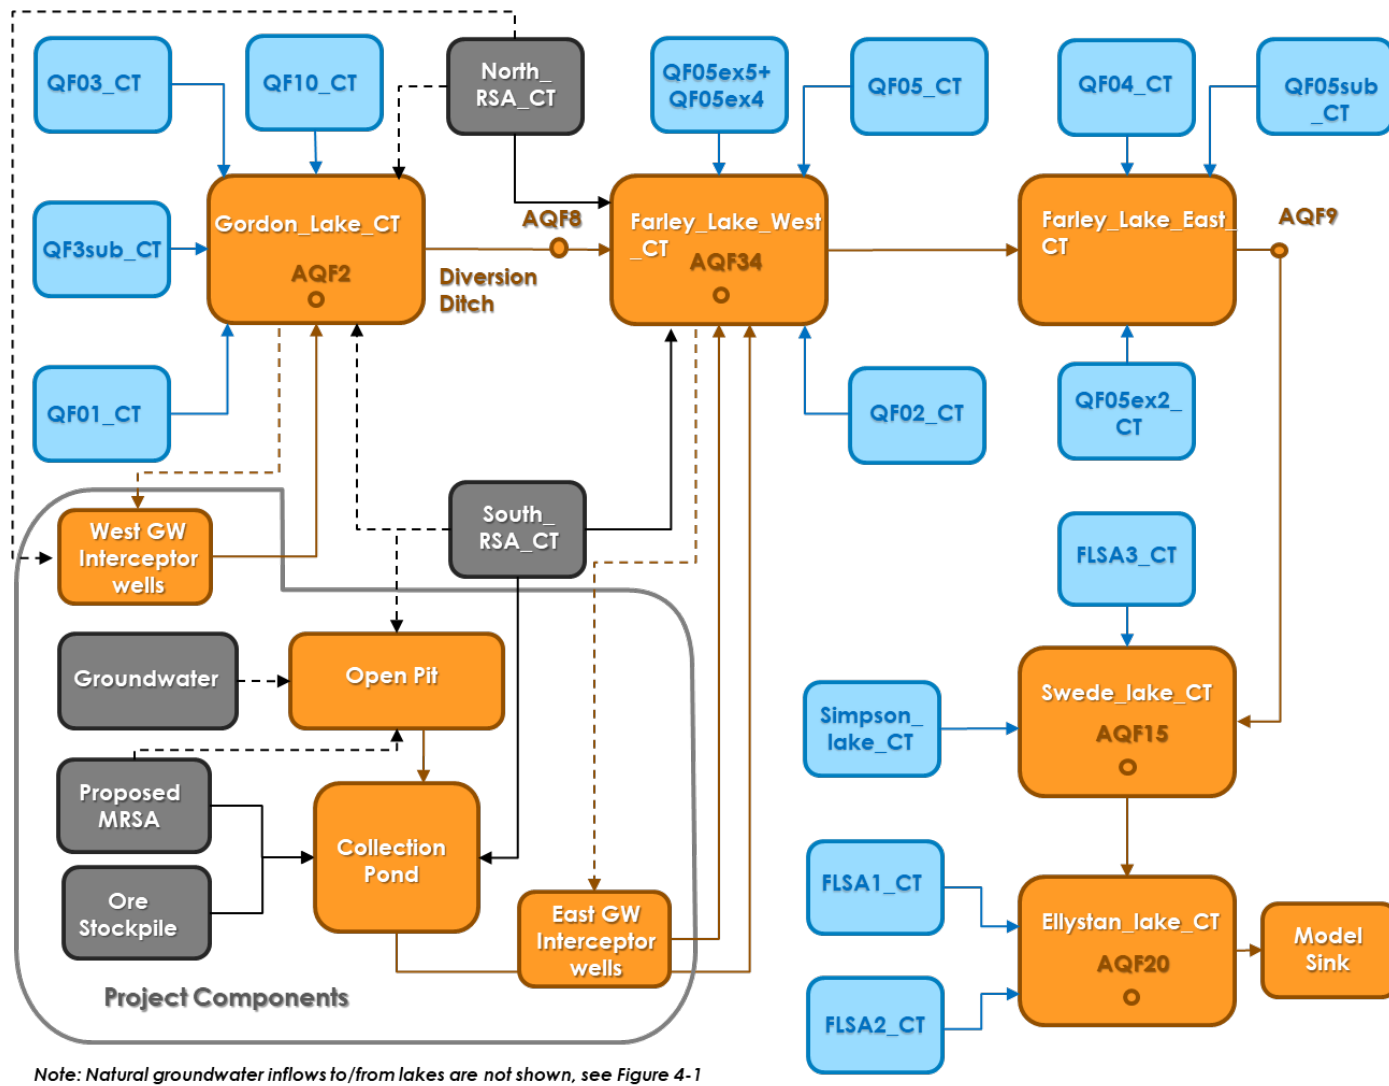 QF03_CT
QF10_CT
North_
RSA_CT
QF05ex5+
QF05ex4
QF05_CT
QF04_CT
QF05sub
_CT
QF3sub_CT
Gordon_Lake_CT
AQF2
AQF8
Diversion
Ditch
Farley_Lake_West
_CT
AQF34
Farley_Lake_East_
CT
AQF9
QF01_CT
QF02_CT
QF05ex2_
CT
West GW
Interceptor
wells
South_
RSA_CT
FLSA3_CT
Groundwater
Open Pit
Swede_lake_CT
AQF15
Simpson_
lake_CT
Proposed
MRSA
Collection
Pond
Ore
Stockpile
East GW
Interceptor
wells
FLSA1_CT
Ellystan_lake_CT
AQF20
Model
Sink
FLSA2_CT
Project Components
Note: Natural groundwater inflows to/from lakes are not shown, see Figure 4-1